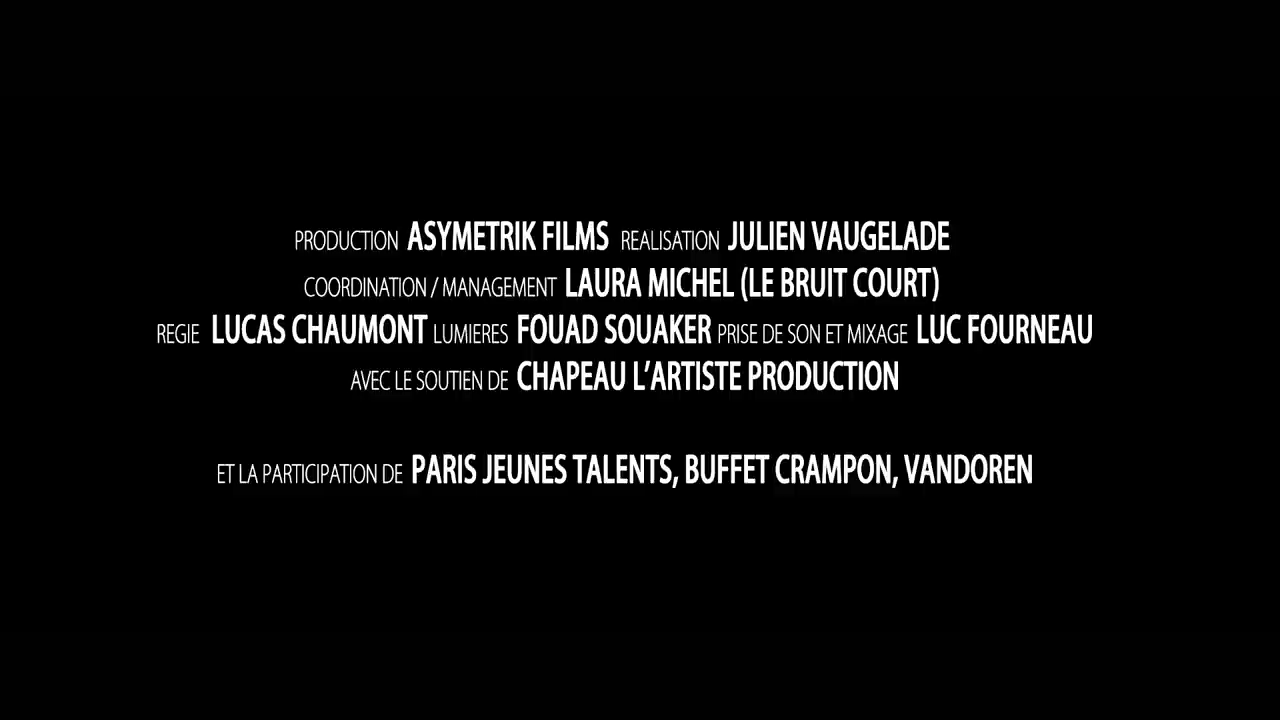 PRODUCTION ASYMETRIK FILMS REALISATION JULIEN VAUGELADE
COORDINATION / MANAGEMENT LAURA MICHEL (LE BRUIT COURT)
REGIE LUCAS CHAUMONT LUMIERES FOUAD SOUAKER PRISE DE SON ET MIXAGE LUC FOURNEAU
AVEC LE SOUTIEN DE CHAPEAU L’ARTISTE PRODUCTION
ET LA PARTICIPATION DE PARIS JEUNES TALENTS, BUFFET CRAMPON, VANDOREN